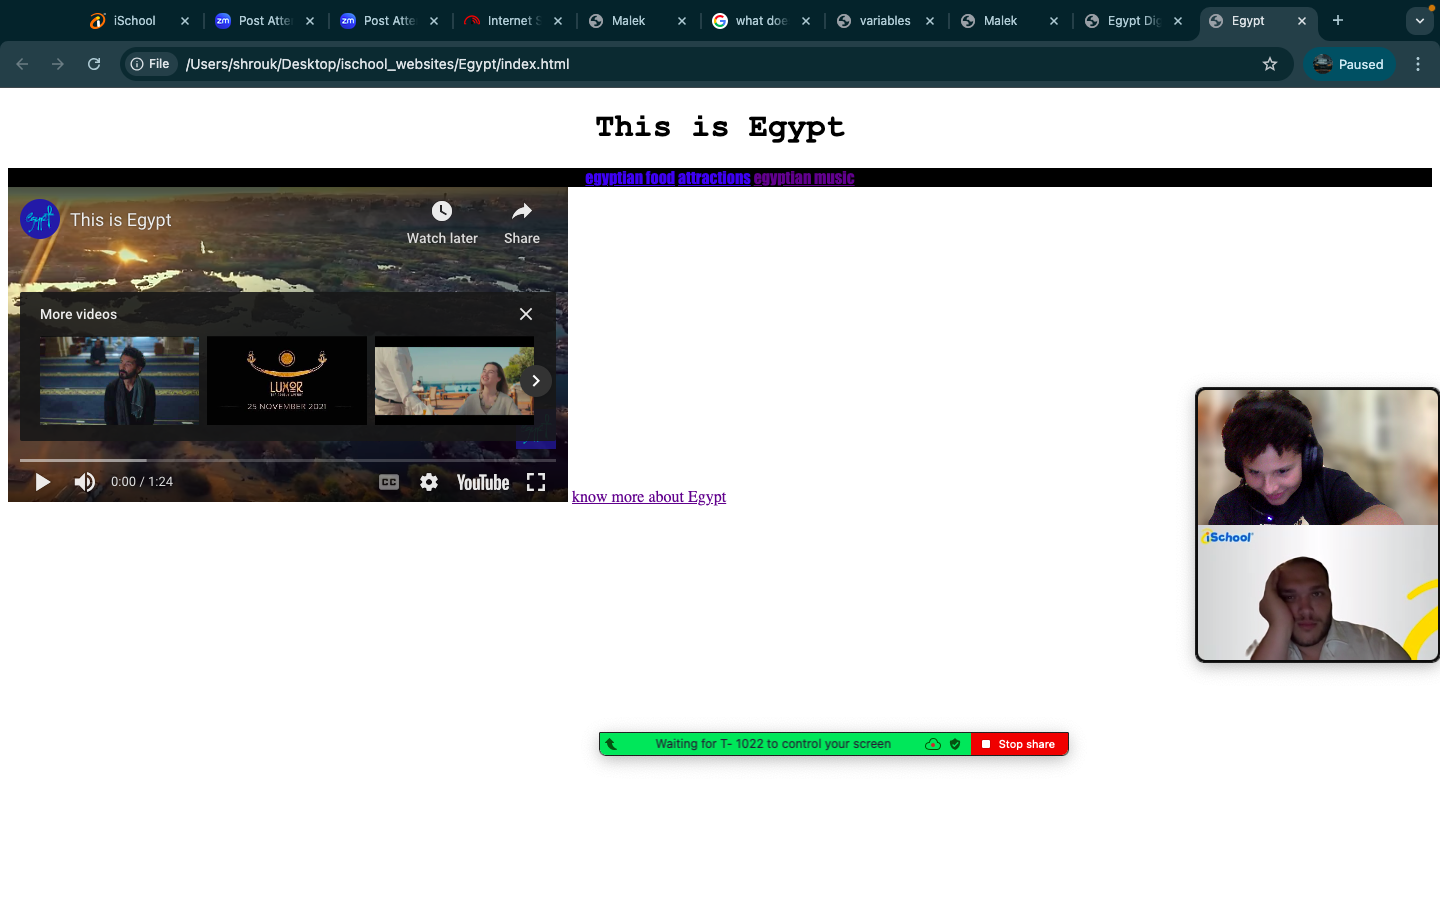 iSchool
Post Atte
Post Atte
Internet S
Malek
what doe
variables
Malek
Egypt Dig
Egypt
File
/Users/shrouk/Desktop/ischool_websites/Egypt/index.html
Paused
This is Egypt
egyptian food attractions egyptian music
This is Egypt
Watch later
Share
More videos
LUXOR
25 NOVEMBER 2021
0:00 / 1:24
CC
YouTube
know more about Egypt
iSchool
Waiting for T- 1022 to control your screen
Stop share